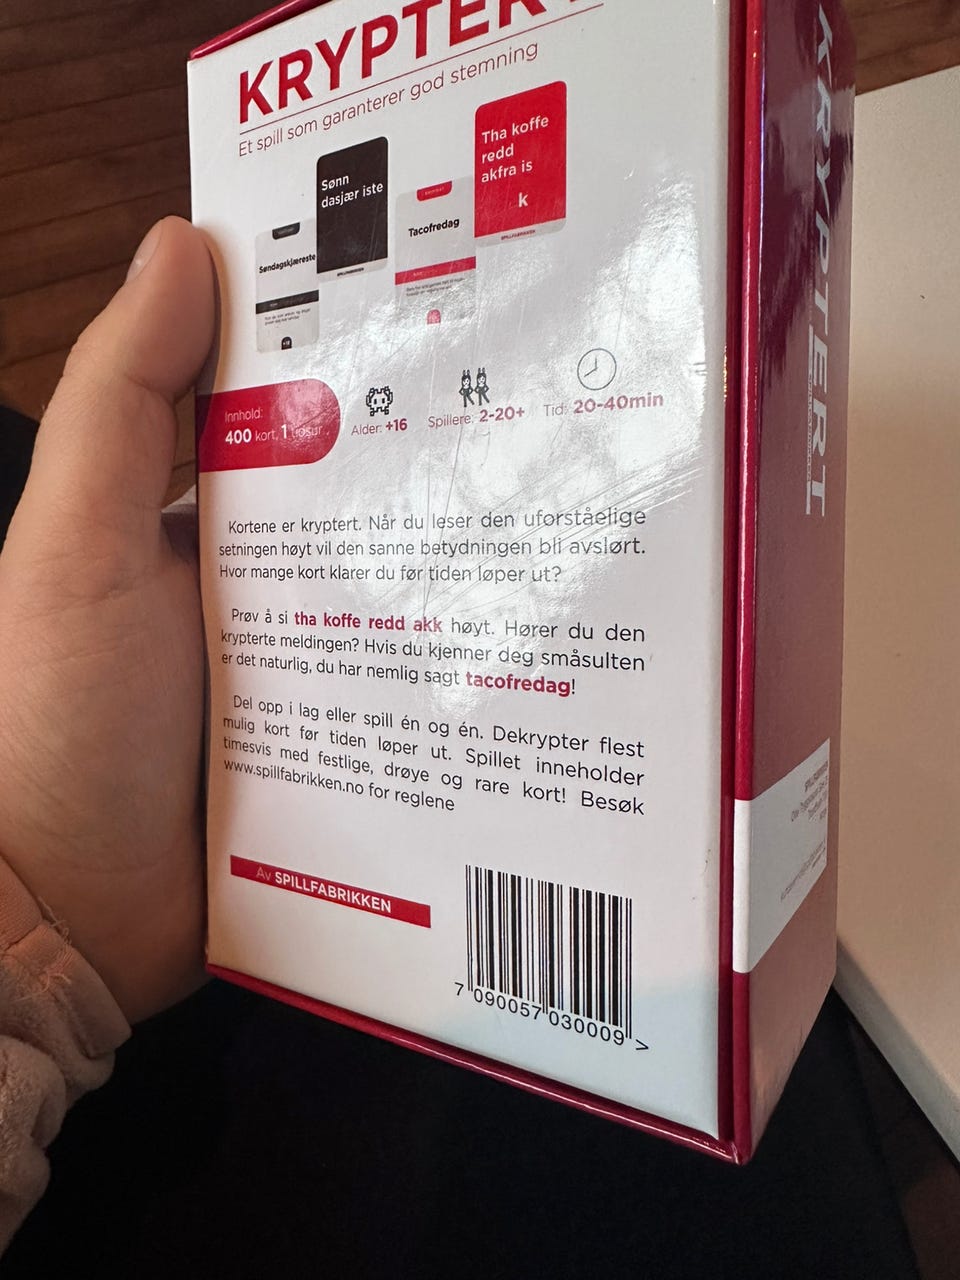 KRYPTERT
Et spill som garanterer god stemning
Sønn
dasjær iste
Søndagskjæreste
+18
SPILLFABRIKKEN
Tacofredag
Tha koffe
redd
akfra is
k
SPILLFABRIKKEN
Innhold:
400 kort, 1
Alder: +16
Spillere: 2-20+
Tid: 20-40min
Kortene er kryptert. Når du leser den uforståelige
setningen høyt vil den sanne betydningen bli avslørt.
Hvor mange kort klarer du før tiden løper ut?
Prøv å si tha koffe redd akk høyt. Hører du den
krypterte meldingen? Hvis du kjenner deg småsulten
er det naturlig, du har nemlig sagt tacofredag!
Del opp i lag eller spill én og én. Dekrypter flest
mulig kort før tiden løper ut. Spillet inneholder
timesvis med festlige, drøye og rare kort! Besøk
www.spillfabrikken.no for reglene
Av SPILLFABRIKKEN
7 090057 030009 >
KRYPTERT